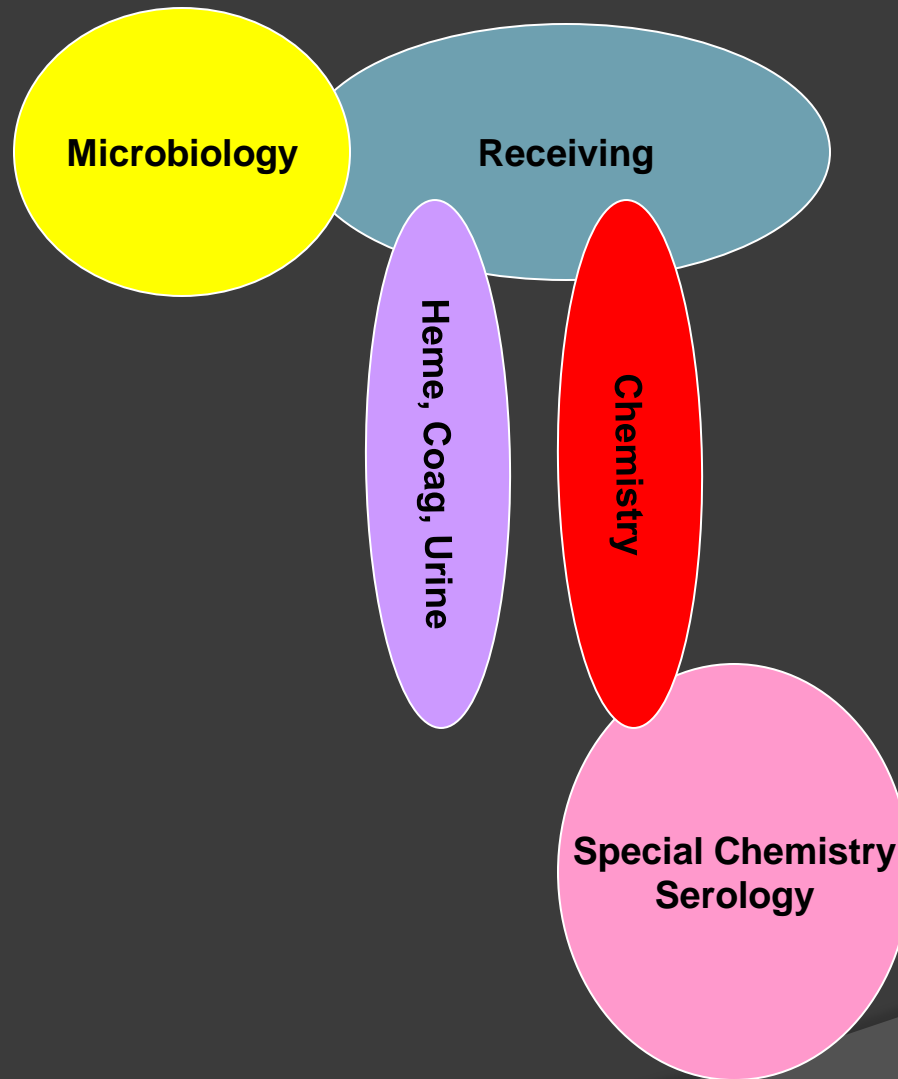 Microbiology
Receiving
Heme, Coag, Urine
Chemistry
Special Chemistry
Serology